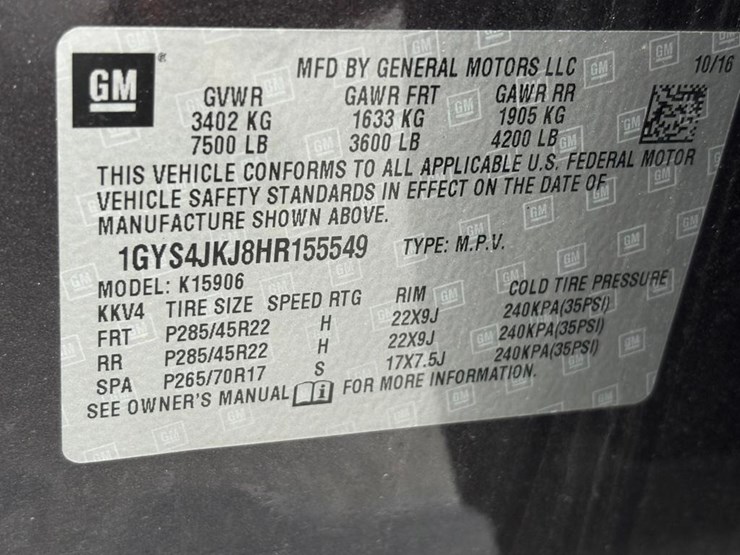 GM
MFD BY GENERAL MOTORS LLC 10/16
GVWR GAWR FRT GAWR RR
3402 KG 1633 KG 1905 KG
7500 LB 3600 LB 4200 LB
THIS VEHICLE CONFORMS TO ALL APPLICABLE U.S. FEDERAL MOTOR
VEHICLE SAFETY STANDARDS IN EFFECT ON THE DATE OF
MANUFACTURE SHOWN ABOVE.
1GYS4JKJ8HR155549 TYPE: M.P.V.
MODEL: K15906
KKV4 TIRE SIZE SPEED RTG RIM COLD TIRE PRESSURE
FRT P285/45R22 H 22X9J 240KPA(35PSI)
RR P285/45R22 H 22X9J 240KPA(35PSI)
SPA P265/70R17 S 17X7.5J 240KPA(35PSI)
SEE OWNER'S MANUAL i FOR MORE INFORMATION.